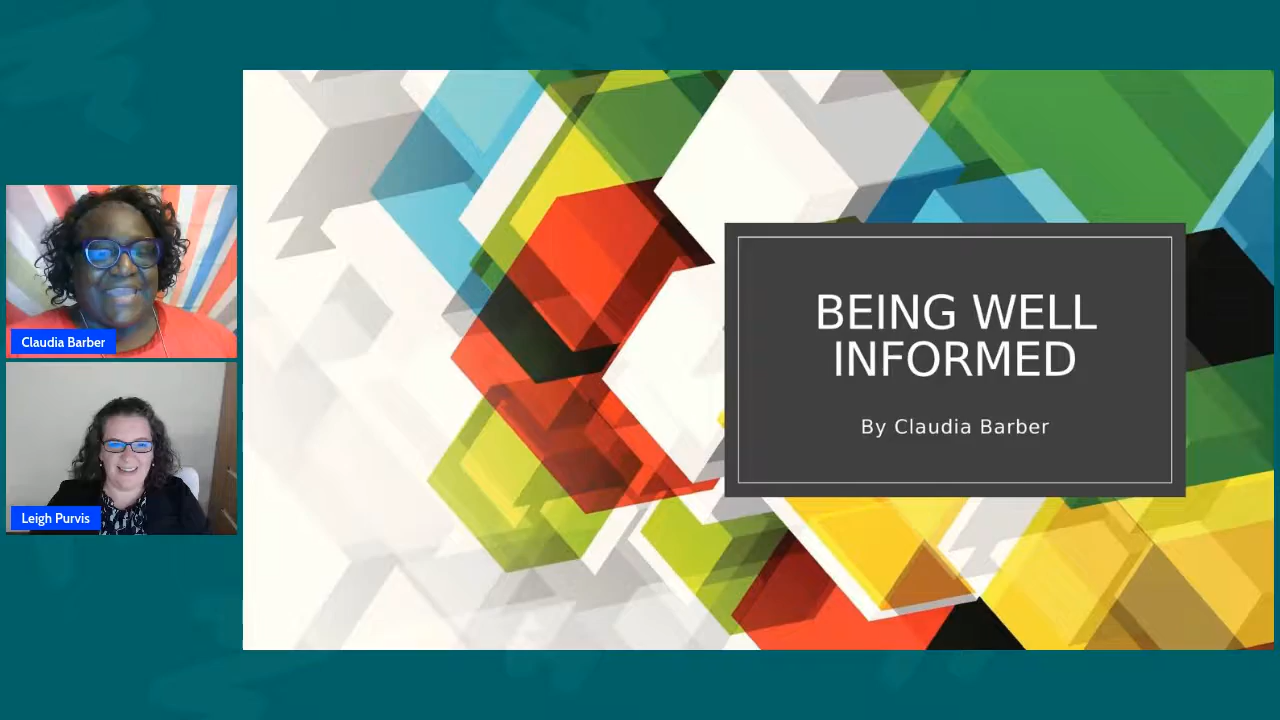 Claudia Barber
Leigh Purvis
BEING WELL
INFORMED
By Claudia Barber